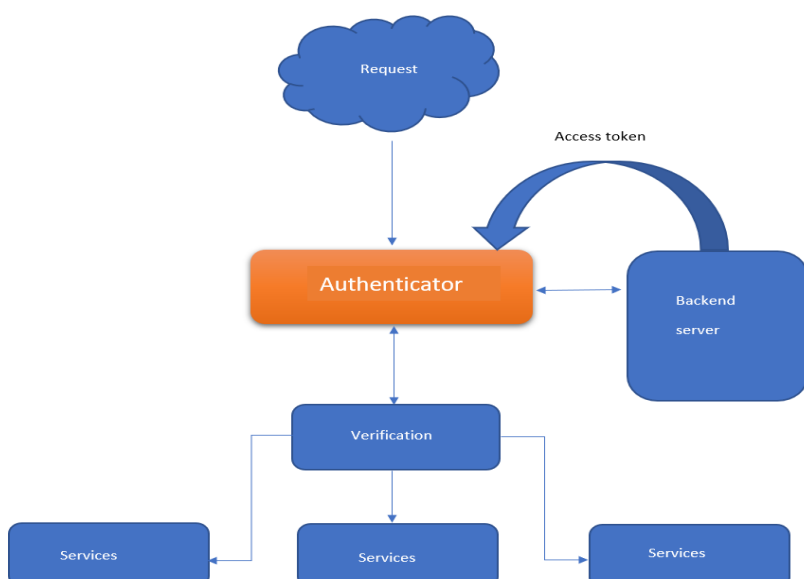 Request
Access token
Authenticator
Backend
server
Verification
Services
Services
Services